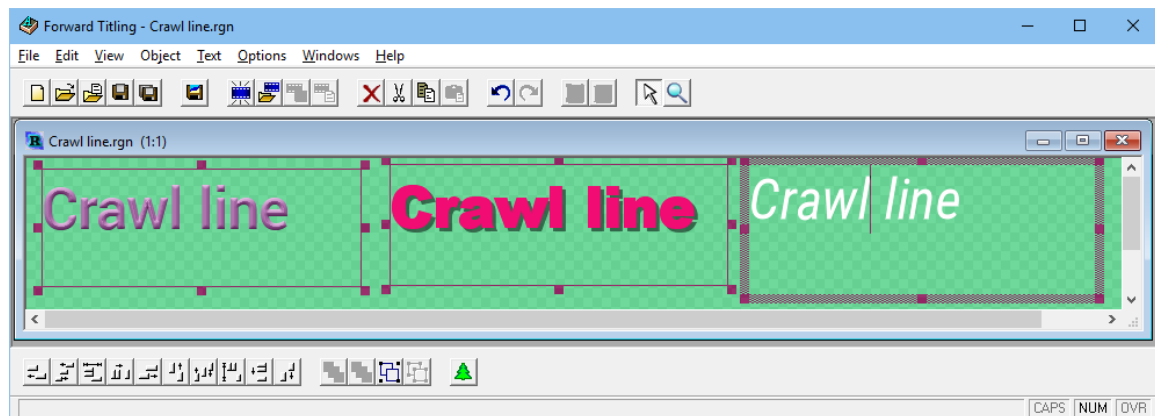 Forward Titling - Crawl line.rgn
File Edit View Object Text Options Windows Help
R Crawl line.rgn (1:1)
Crawl line Crawl line Crawl line
CAPS NUM OVR